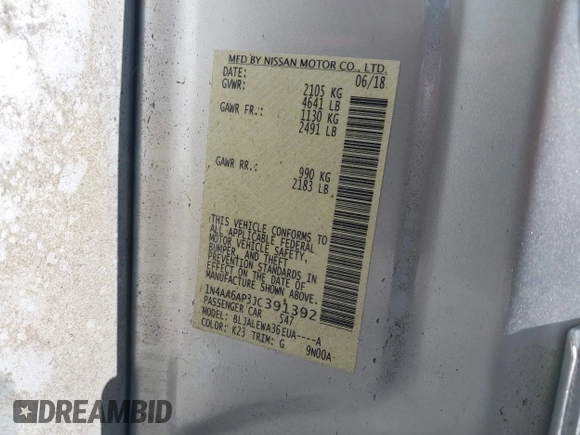 MFD BY NISSAN MOTOR CO., LTD.
DATE: 06/18
GVWR: 2105 KG
4641 LB
GAWR FR.: 1130 KG
2491 LB
GAWR RR.: 990 KG
2183 LB
THIS VEHICLE CONFORMS TO
ALL APPLICABLE FEDERAL
MOTOR VEHICLE SAFETY,
BUMPER, AND THEFT
PREVENTION STANDARDS IN
EFFECT ON THE DATE OF
MANUFACTURE SHOWN ABOVE.
1N4AA6AP3JC391392
PASSENGER CAR 547
MODEL: BLJALEWA36EUA----A
COLOR: K23 TRIM: G 9N00A
DREAMBID